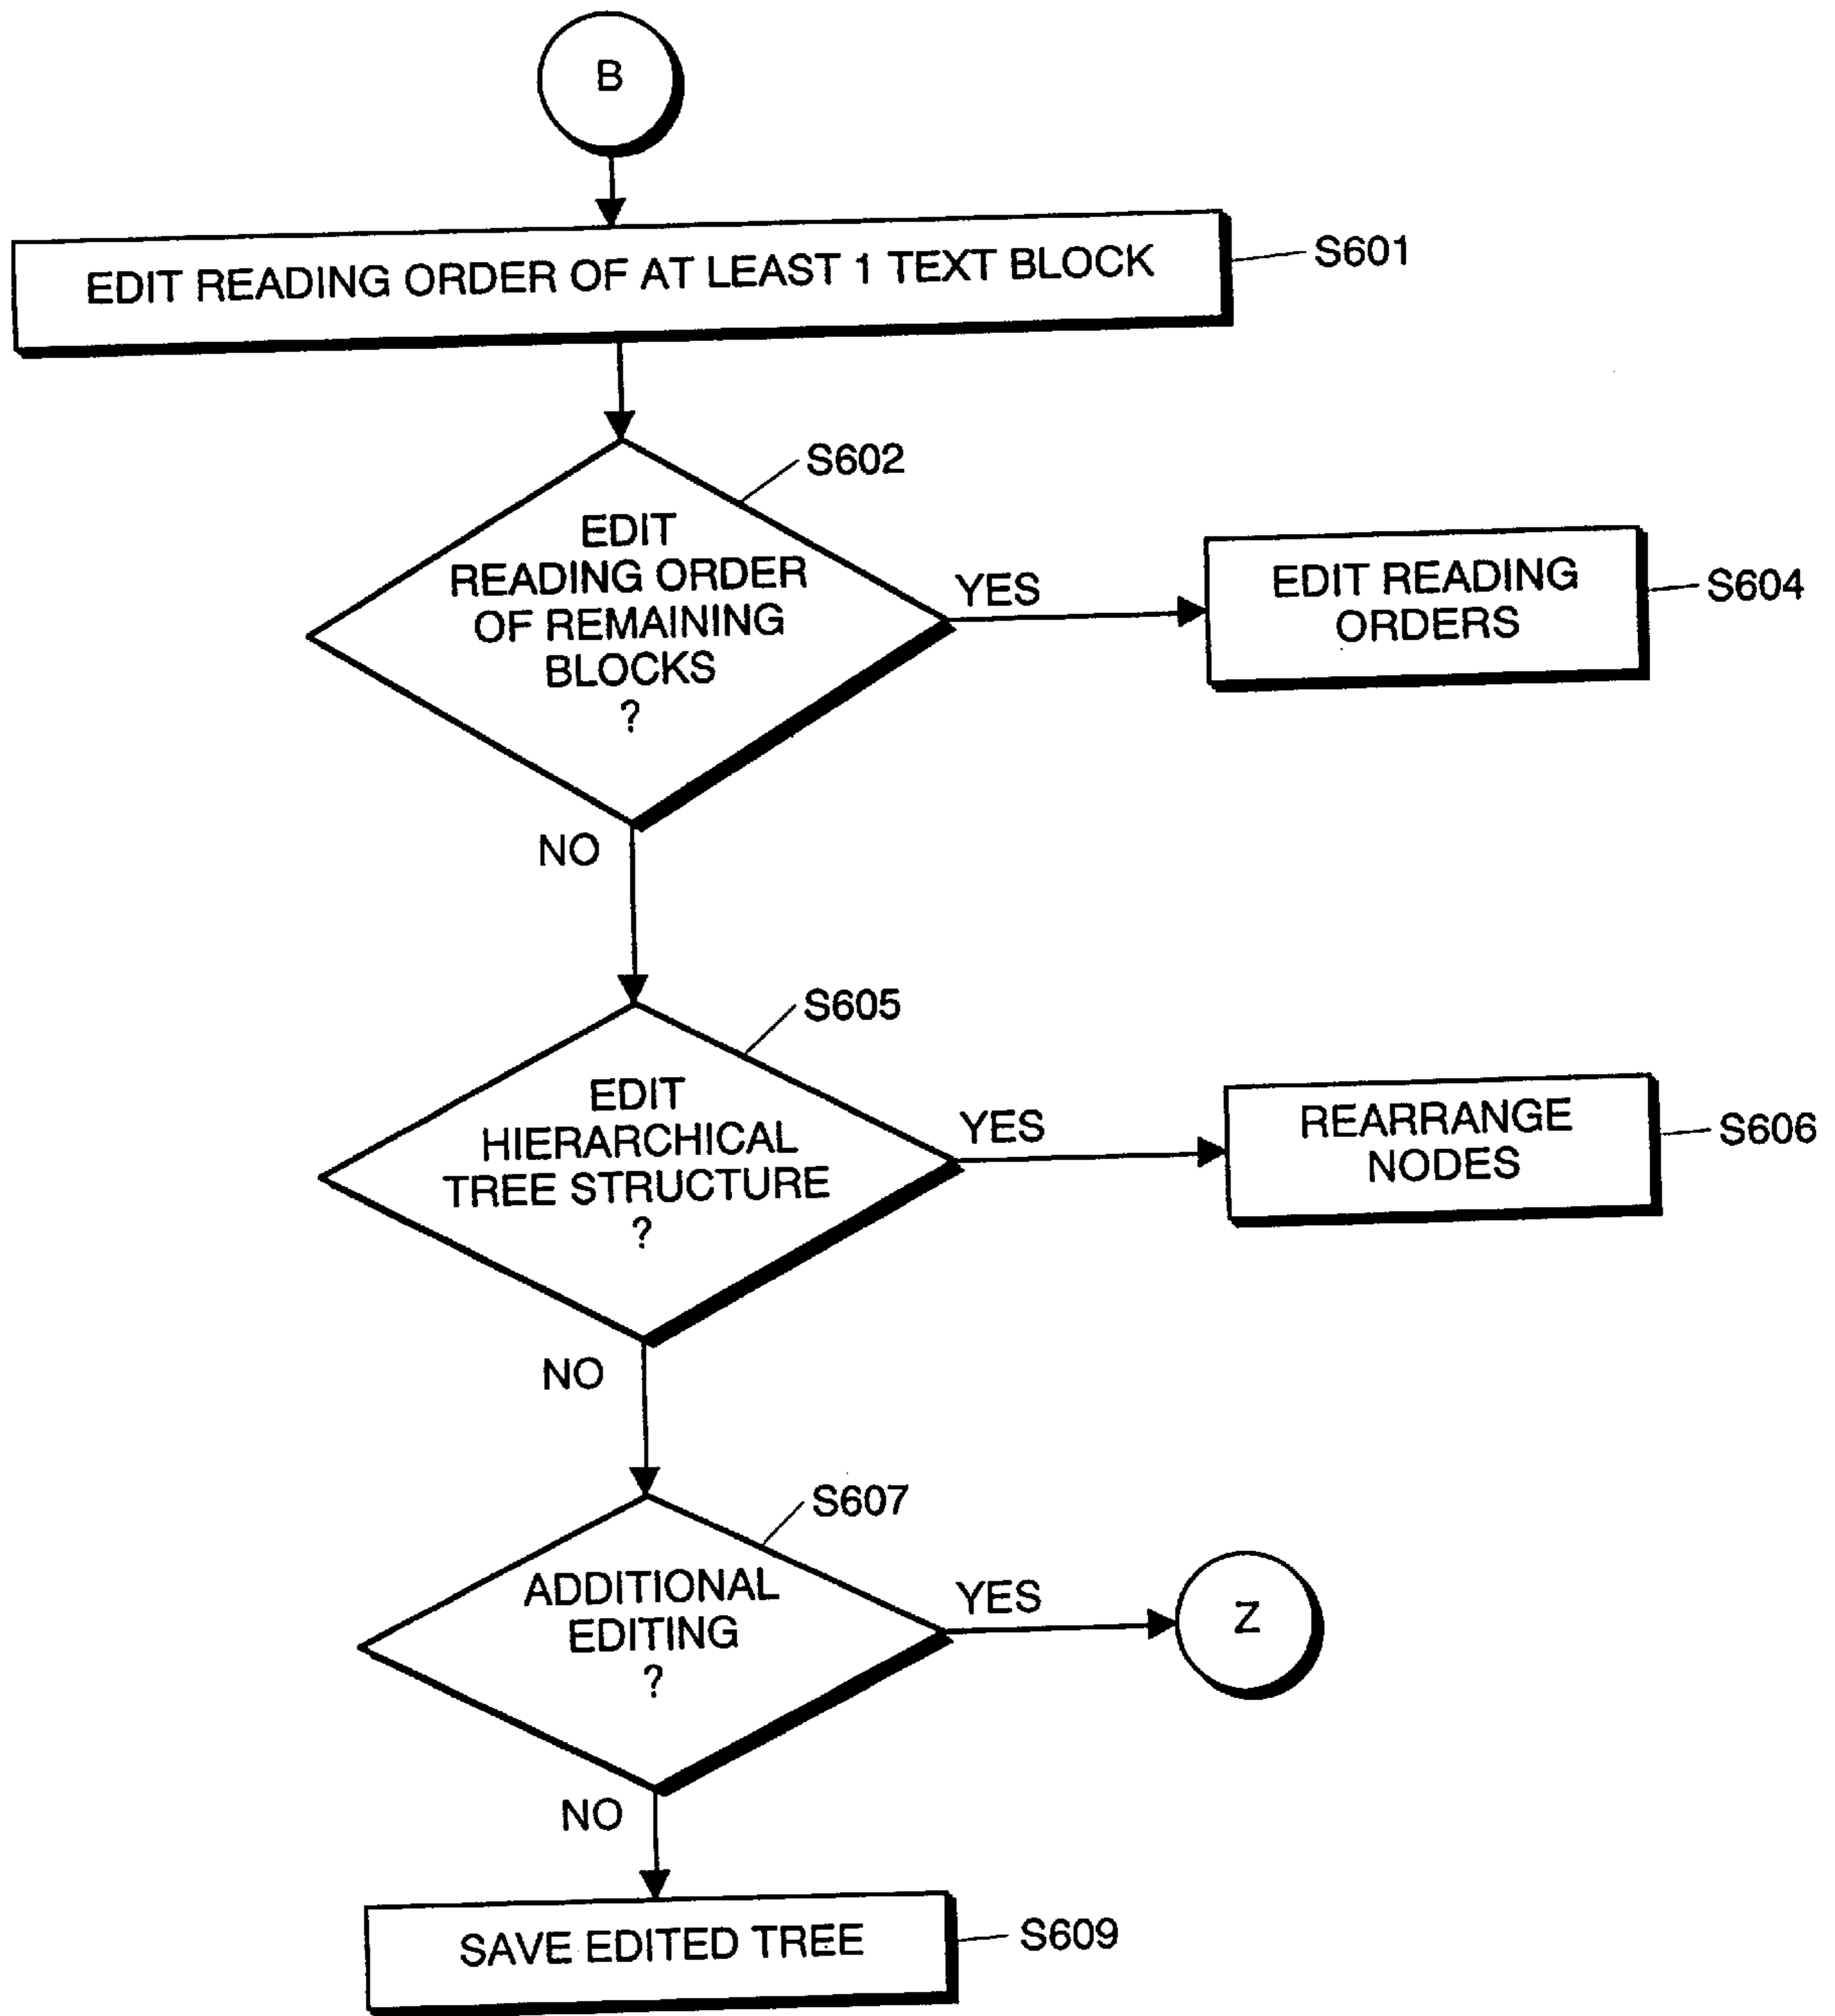 B
EDIT READING ORDER OF AT LEAST 1 TEXT BLOCK
S601
S602
EDIT
READING ORDER
OF REMAINING
BLOCKS
?
YES
EDIT READING
ORDERS
S604
NO
S605
EDIT
HIERARCHICAL
TREE STRUCTURE
?
YES
REARRANGE
NODES
S606
NO
S607
ADDITIONAL
EDITING
?
YES
Z
NO
SAVE EDITED TREE
S609